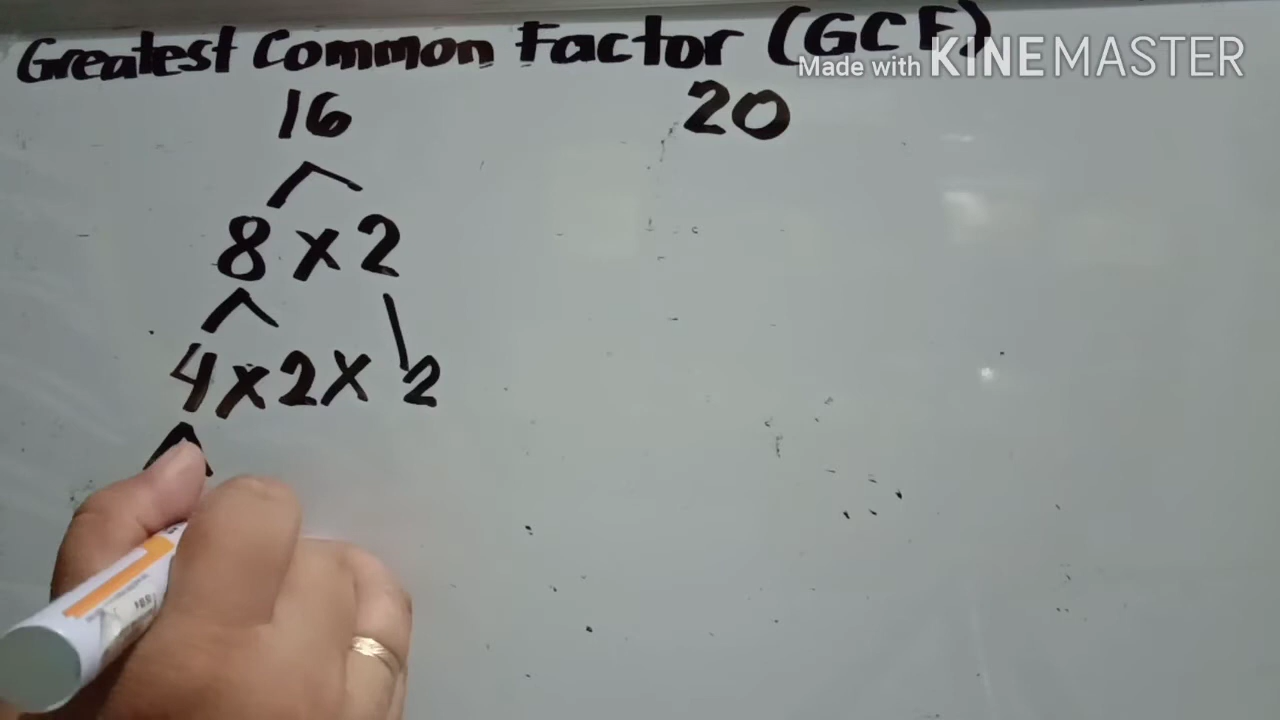 Greatest Common Factor (GCF)
Made with KINEMASTER
16 20
8 x 2
4 x 2 x 2